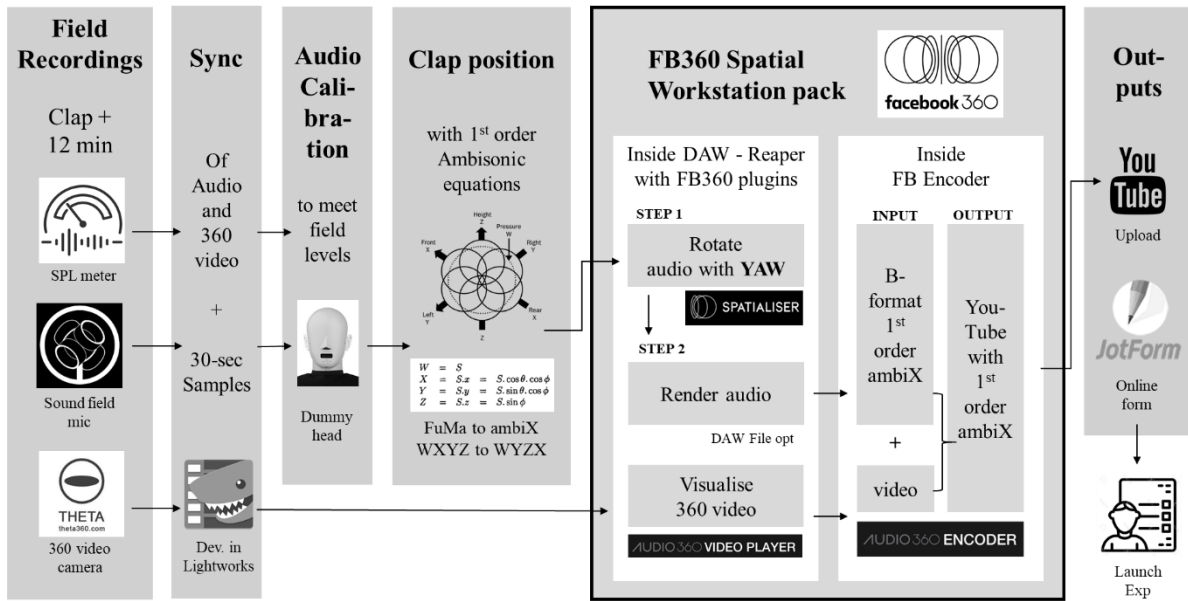 Field
Recordings
Clap +
12 min
SPL meter
Sound field
mic
THETA
theta360.com
360 video
camera
Sync
Of
Audio
and
360
video
+
30-sec
Samples
Dev. in
Lightworks
Audio
Cali-
bra-
tion
to meet
field
levels
Dummy
head
Clap position
with 1st order
Ambisonic
equations
Height
Z
Pressure
W
Front
X
Right
Y
Left
Y
Rear
X
Z
W = S
X = S.x = S.cosθ.cosϕ
Y = S.y = S.sinθ.cosϕ
Z = S.z = S.sinϕ
FuMa to ambiX
WXYZ to WYZX
FB360 Spatial
Workstation pack
facebook 360
Inside DAW - Reaper
with FB360 plugins
STEP 1
Rotate
audio with YAW
SPATIALISER
STEP 2
Render audio
DAW File opt
Visualise
360 video
AUDIO360 VIDEO PLAYER
Inside
FB Encoder
INPUT
B-
format
1st
order
ambiX
+
video
OUTPUT
You-
Tube
with 1st
order
ambiX
AUDIO360 ENCODER
Out-
puts
You
Tube
Upload
JotForm
Online
form
Launch
Exp